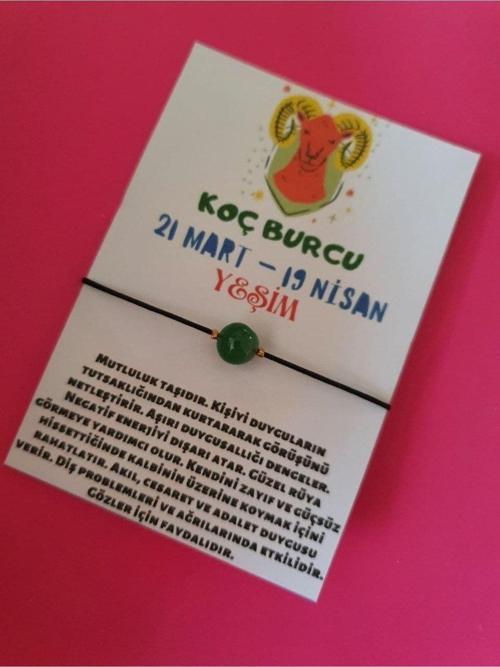 KOÇ BURCU
21 MART - 19 NİSAN
YEŞİM
MUTLULUK TAŞIDIR. KİŞİYİ DUYGULARIN
TUTSAKLIĞINDAN KURTARARAK GÖRÜŞÜNÜ
NETLEŞTİRİR. AŞIRI DUYGUSALLIĞI DENGELER.
NEGATİF ENERJİYİ DIŞARI ATAR. GÜZEL RÜYA
GÖRMEYE YARDIMCI OLUR. KENDİNİ ZAYIF VE GÜÇSÜZ
HİSSETTİĞİNDE KALBİNİN ÜZERİNE KOYMAK İÇİNİ
RAHATLATIR. AKIL, CESARET VE ADALET DUYGUSU
VERİR. DİŞ PROBLEMLERİ VE AĞRILARINDA ETKİLİDİR.
GÖZLER İÇİN FAYDALIDIR.